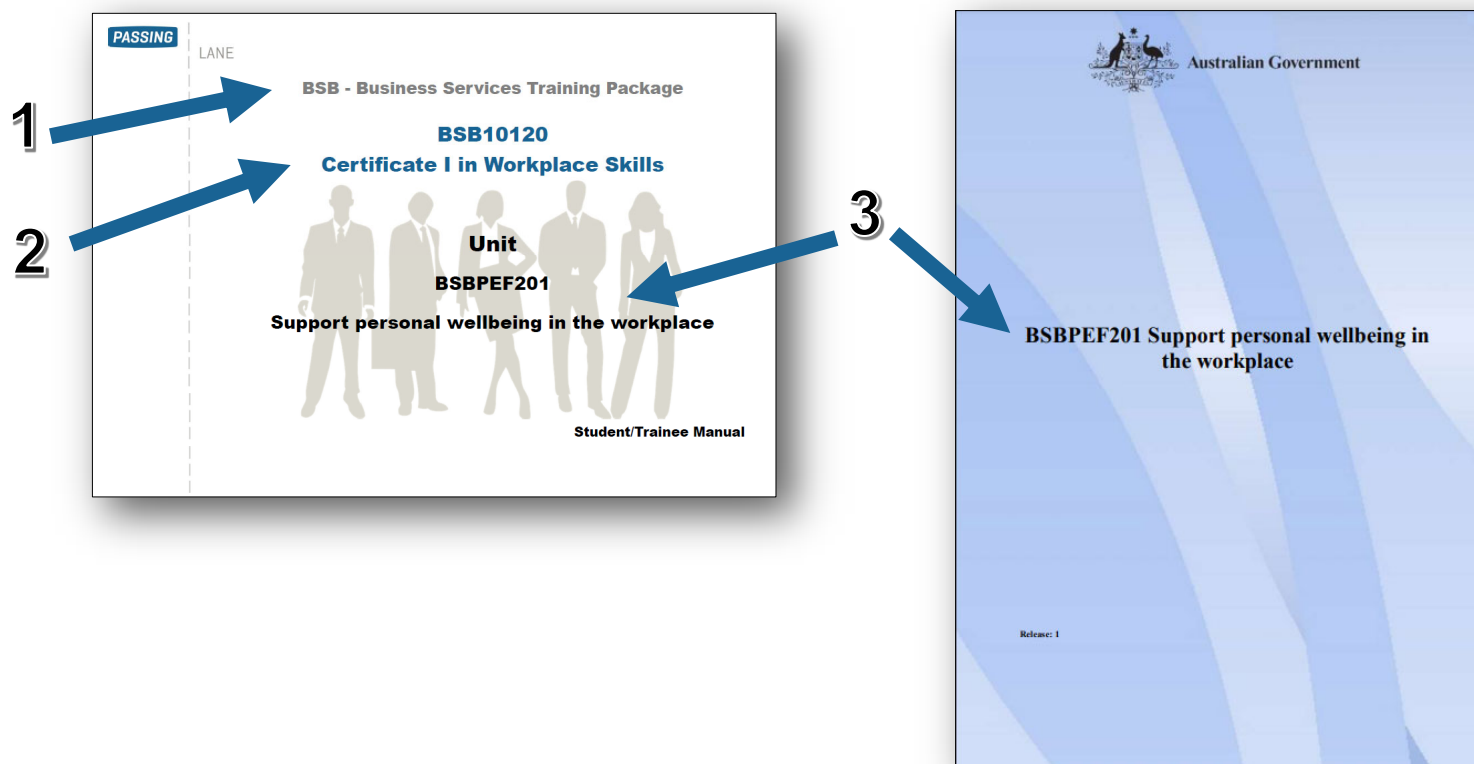 PASSING
LANE
BSB - Business Services Training Package
1
BSB10120
Certificate I in Workplace Skills
2
Unit
BSBPEF201
Support personal wellbeing in the workplace
Student/Trainee Manual
3
Australian Government
BSBPEF201 Support personal wellbeing in
the workplace
Release: 1